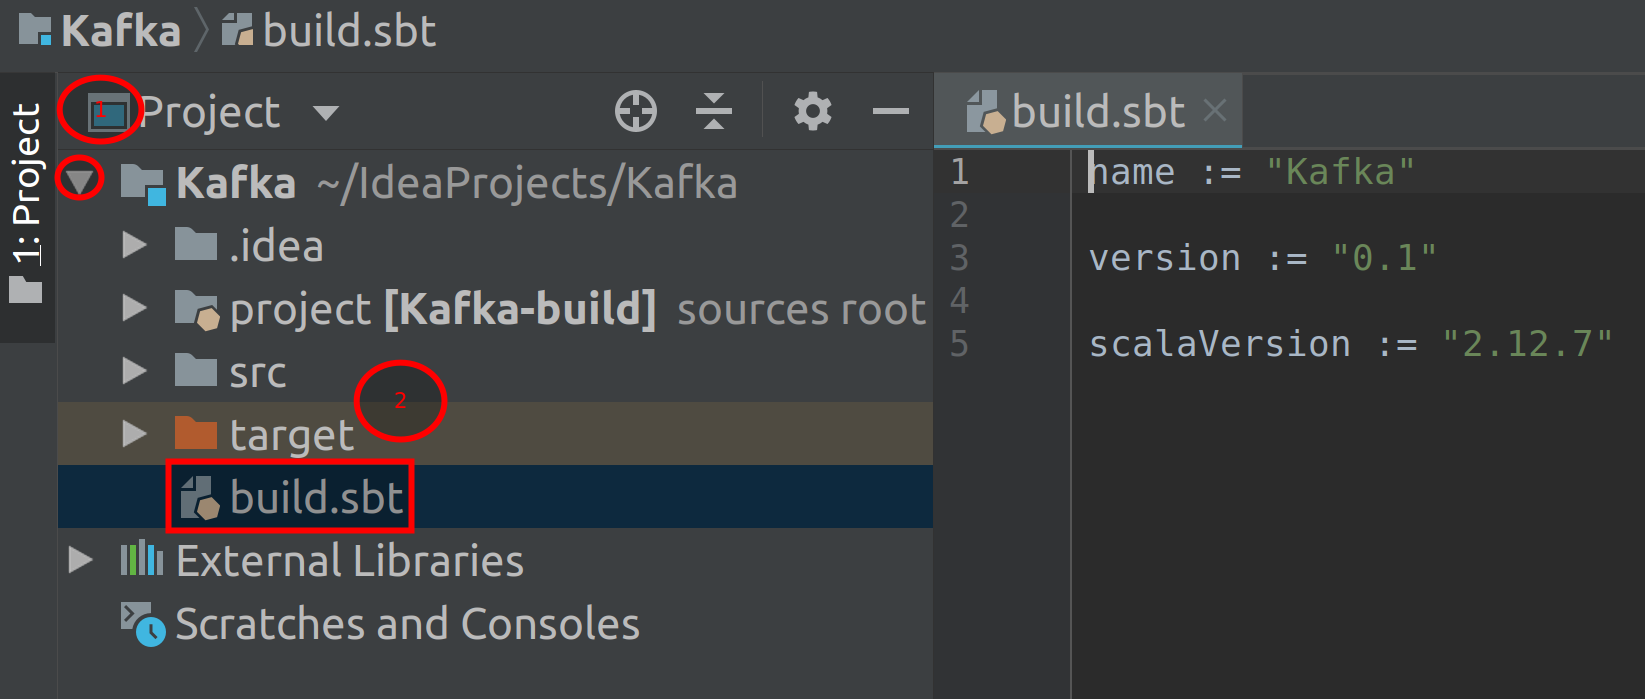 Kafka build.sbt
1: Project
1 Project
Kafka ~/IdeaProjects/Kafka
.idea
project [Kafka-build] sources root
src
2
target
build.sbt
External Libraries
Scratches and Consoles
build.sbt
1 name := "Kafka"
2
3 version := "0.1"
4
5 scalaVersion := "2.12.7"